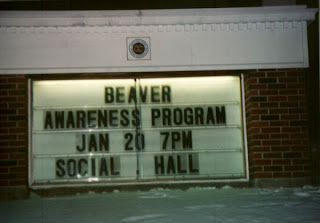 BEAVER
AWARENESS PROGRAM
JAN 20 7PM
SOCIAL . HALL